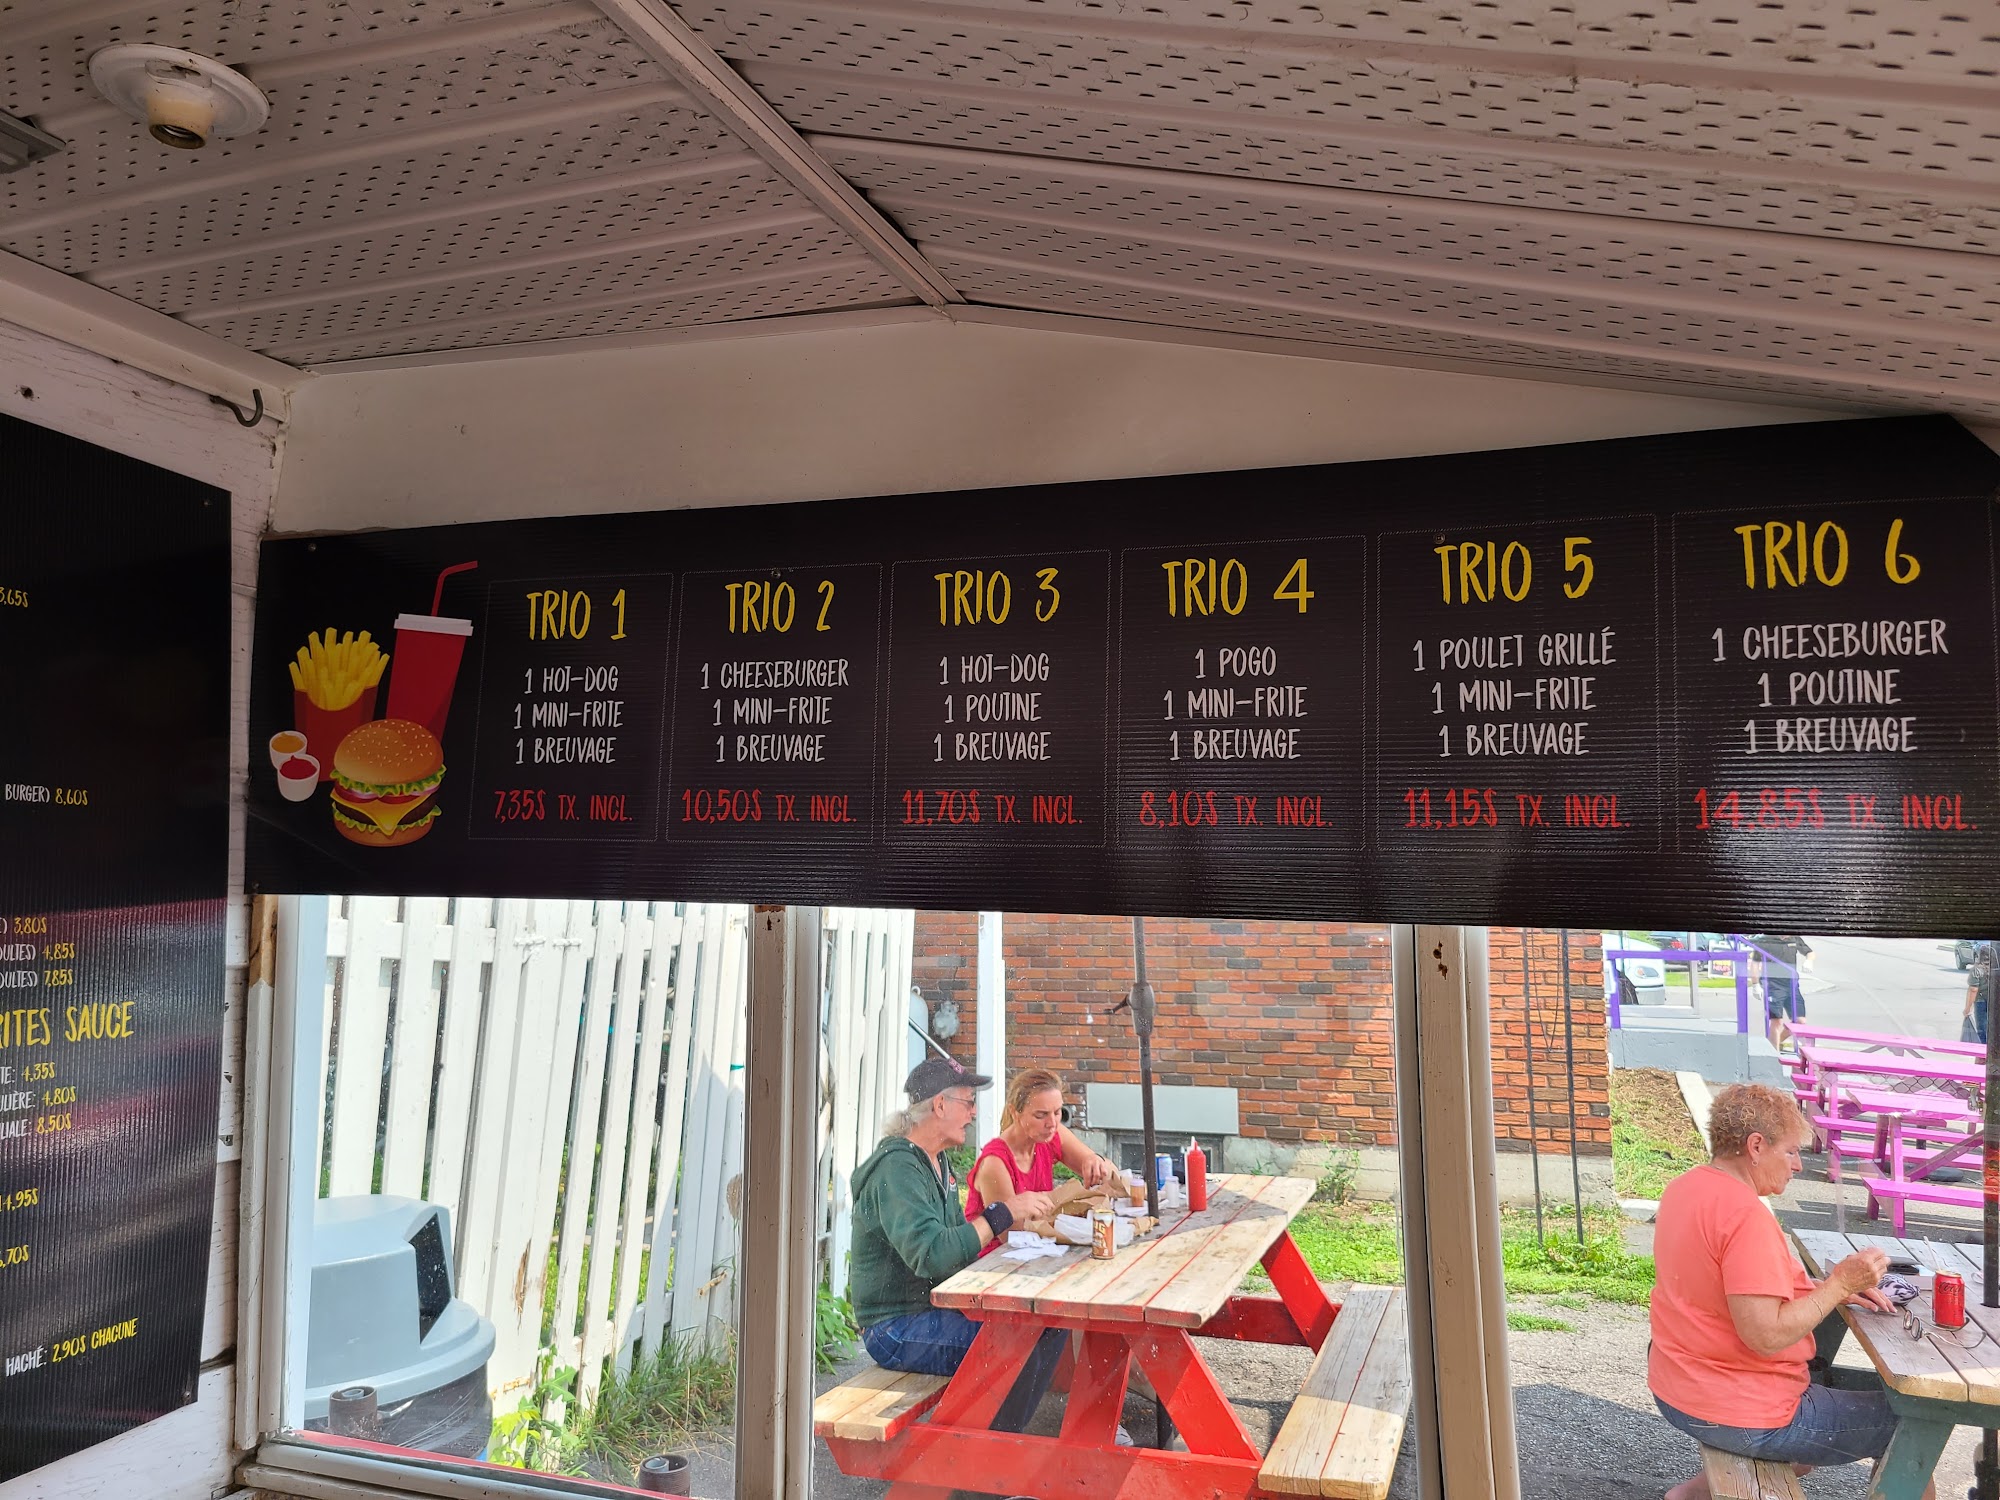 3.65$
BURGER) 8,60$
3,80$
4,85$
7,85$
SAUCE
4,35$
4,80$
8,50$
HACHÉ: 2,90$ CHACUNE
TRIO 1
1 HOT-DOG
1 MINI-FRITE
1 BREUVAGE
7,35$ TX. INCL.
TRIO 2
1 CHEESEBURGER
1 MINI-FRITE
1 BREUVAGE
10,50$ TX. INCL.
TRIO 3
1 HOT-DOG
1 POUTINE
1 BREUVAGE
11,70$ TX. INCL.
TRIO 4
1 POGO
1 MINI-FRITE
1 BREUVAGE
8,10$ TX. INCL.
TRIO 5
1 POULET GRILLÉ
1 MINI-FRITE
1 BREUVAGE
11,15$ TX. INCL.
TRIO 6
1 CHEESEBURGER
1 POUTINE
1 BREUVAGE
14,85$ TX. INCL.